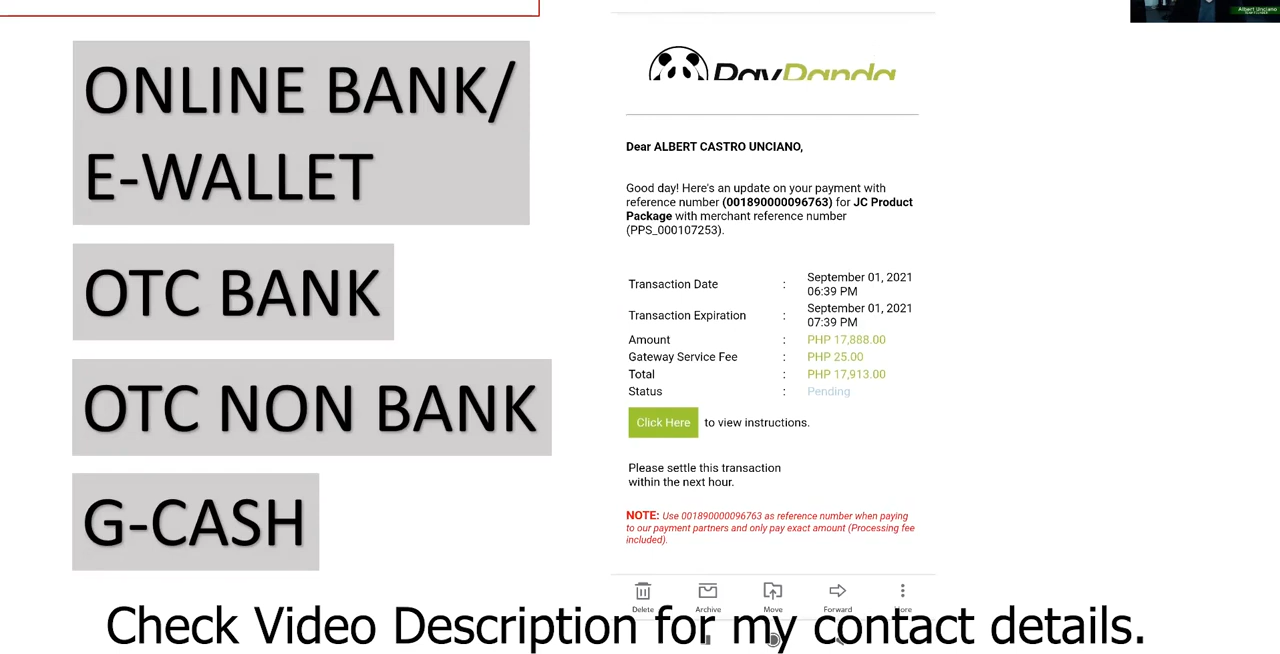 Albert Unciano
ONLINE BANK/
E-WALLET
OTC BANK
OTC NON BANK
G-CASH
Dear ALBERT CASTRO UNCIANO,
Good day! Here's an update on your payment with
reference number (001890000096763) for JC Product
Package with merchant reference number
(PPS_000107253).
Transaction Date : September 01, 2021
06:39 PM
Transaction Expiration : September 01, 2021
07:39 PM
Amount : PHP 17,888.00
Gateway Service Fee : PHP 25.00
Total : PHP 17,913.00
Status : Pending
Click Here to view instructions.
Please settle this transaction
within the next hour.
NOTE: Use 001890000096763 as reference number when paying
to our payment partners and only pay exact amount (Processing fee
included).
Delete Archive Move Forward More
Check Video Description for my contact details.